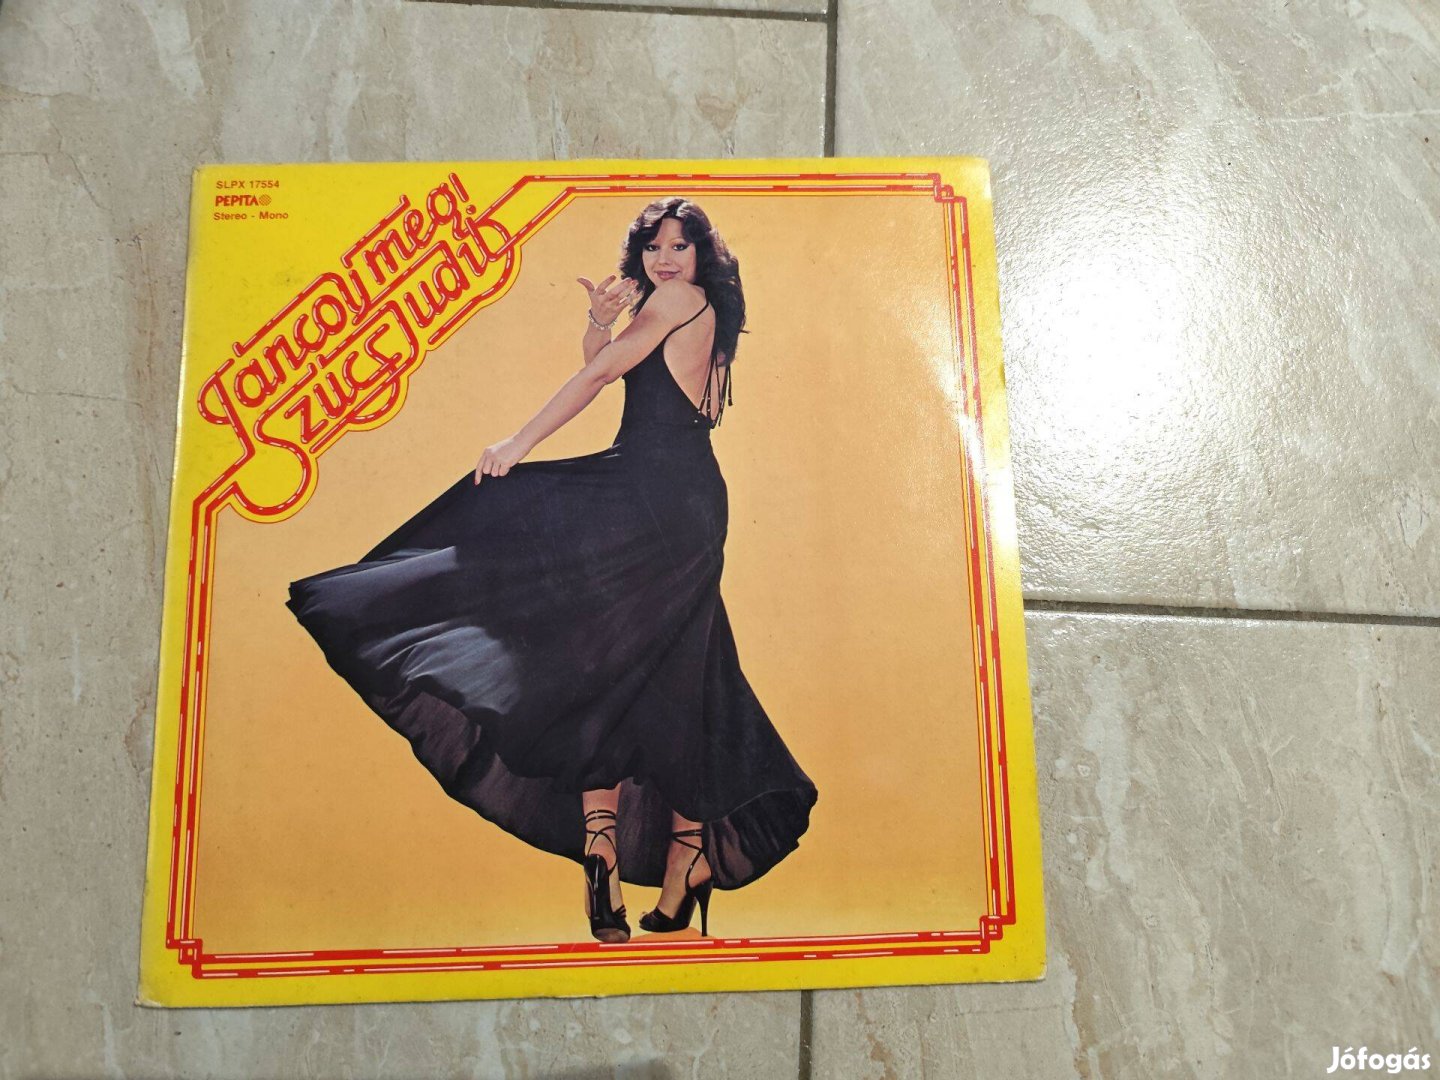 SLPX 17554
PEPITA
Stereo - Mono
Táncolj meg!
Szűcs Judit
Jófogás